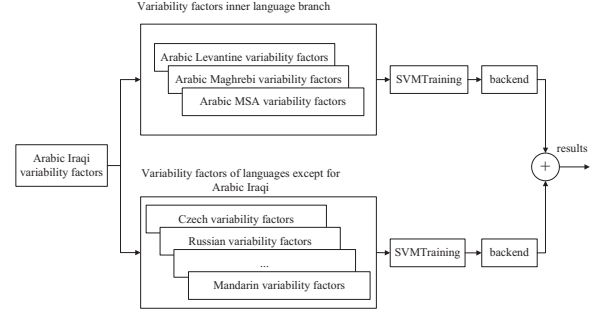 Variability factors inner language branch
Arabic Levantine variability factors
Arabic Maghrebi variability factors
Arabic MSA variability factors
SVMTraining
backend
Arabic Iraqi
variability factors
results
+
Variability factors of languages except for
Arabic Iraqi
Czech variability factors
Russian variability factors
...
Mandarin variability factors
SVMTraining
backend